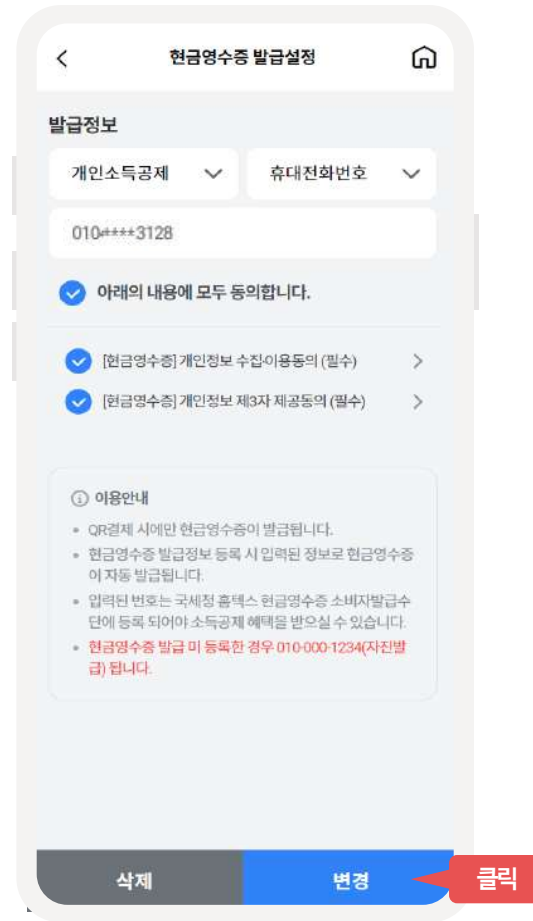 현금영수증 발급설정
발급정보
개인소득공제
휴대전화번호
010-****3128
아래의 내용에 모두 동의합니다.
[현금영수증] 개인정보 수집·이용동의 (필수)
[현금영수증] 개인정보 제3자 제공동의 (필수)
이용안내
QR결제 시에만 현금영수증이 발급됩니다.
현금영수증 발급정보 등록 시 입력된 정보로 현금영수증
이 자동 발급됩니다.
입력된 번호는 국세청 홈텍스 현금영수증 소비자발급수
단에 등록 되어야 소득공제 혜택을 받으실 수 있습니다.
현금영수증 발급 미 등록한 경우 010-000-1234(자진발
급) 됩니다.
삭제
변경
클릭